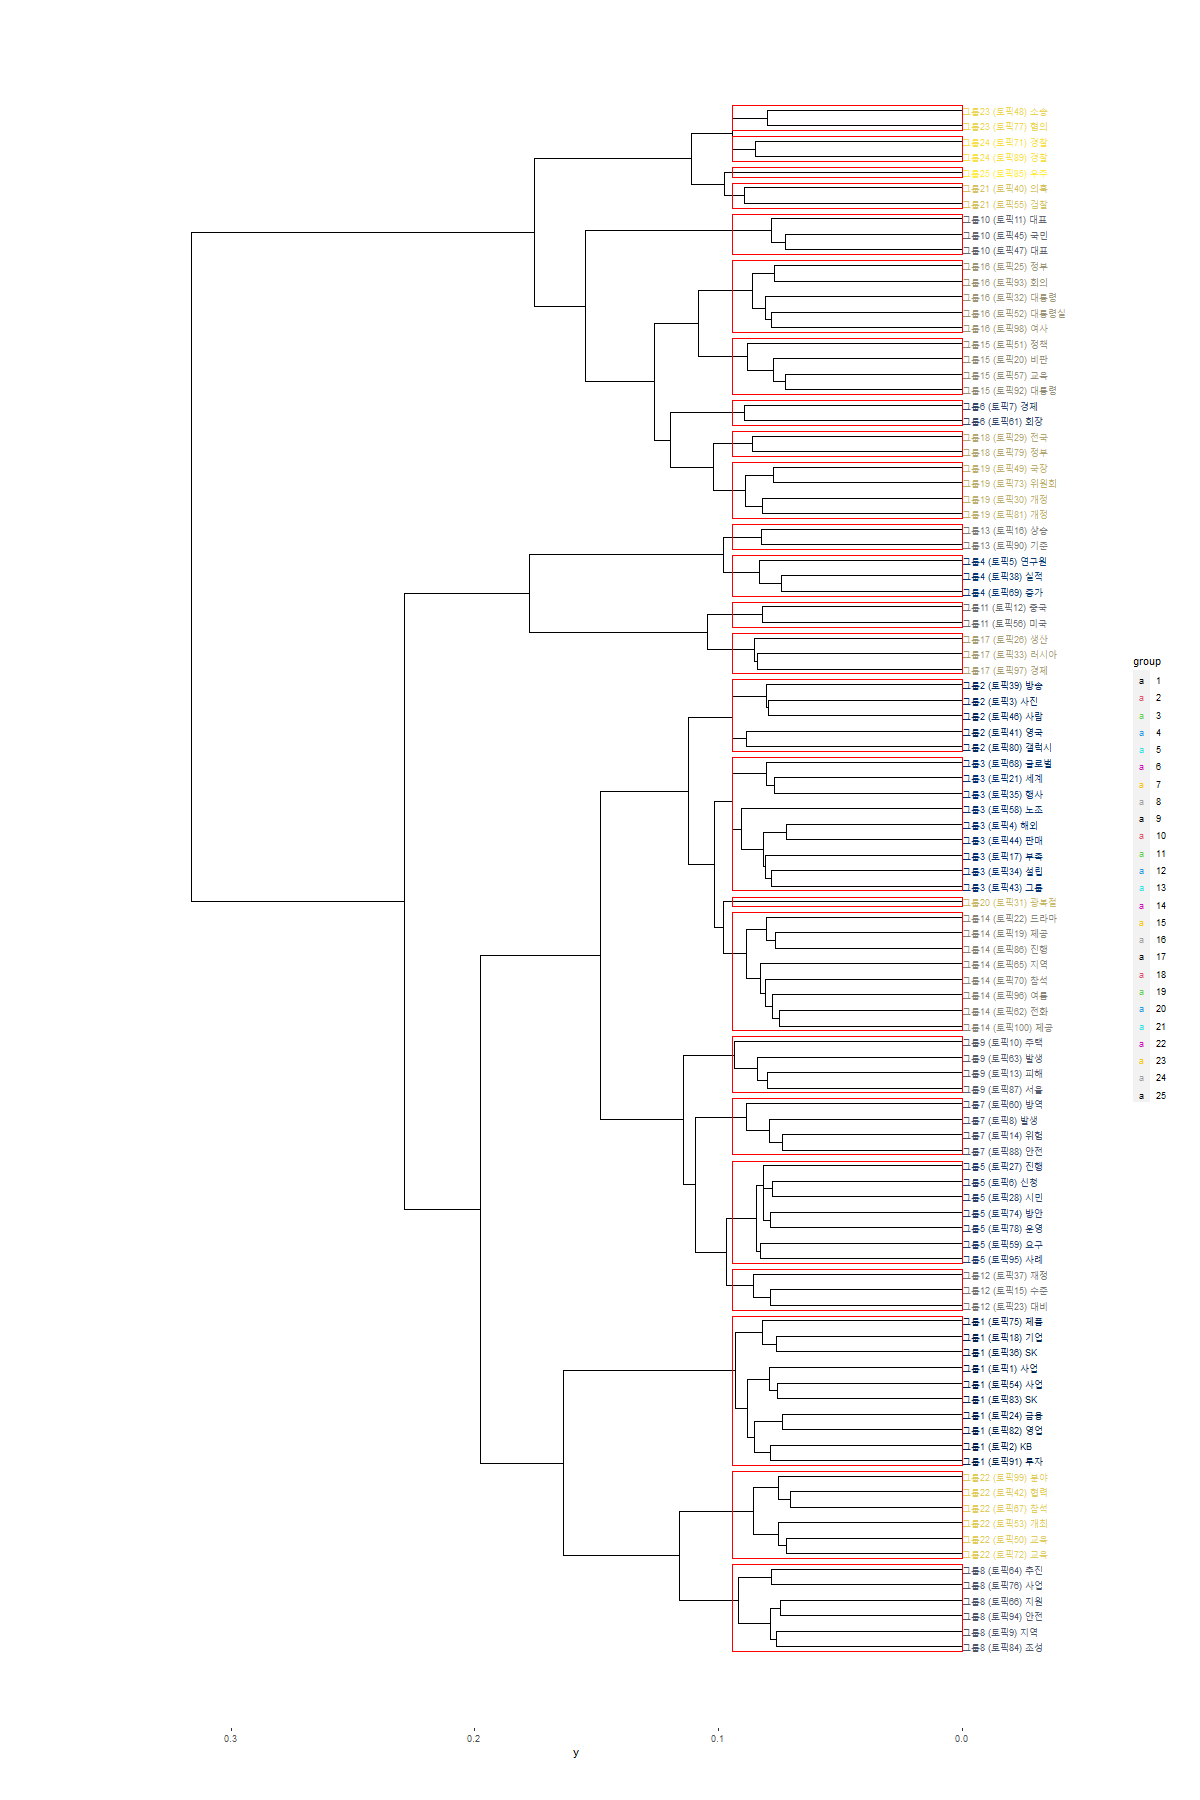 그룹23 (토픽48) 소송
그룹23 (토픽77) 혐의
그룹24 (토픽71) 경찰
그룹24 (토픽89) 경찰
그룹25 (토픽85) 우주
그룹21 (토픽40) 의혹
그룹21 (토픽55) 검찰
그룹10 (토픽11) 대표
그룹10 (토픽45) 국민
그룹10 (토픽47) 대표
그룹16 (토픽25) 정부
그룹16 (토픽93) 회의
그룹16 (토픽32) 대통령
그룹16 (토픽52) 대통령실
그룹16 (토픽98) 여사
그룹15 (토픽51) 정책
그룹15 (토픽20) 비판
그룹15 (토픽57) 교육
그룹15 (토픽92) 대통령
그룹6 (토픽7) 경제
그룹6 (토픽61) 회장
그룹18 (토픽29) 전국
그룹18 (토픽79) 정부
그룹19 (토픽49) 국장
그룹19 (토픽73) 위원회
그룹19 (토픽30) 개정
그룹19 (토픽81) 개정
그룹13 (토픽16) 상승
그룹13 (토픽90) 기준
그룹4 (토픽5) 연구원
그룹4 (토픽38) 실적
그룹4 (토픽69) 증가
그룹11 (토픽12) 중국
그룹11 (토픽56) 미국
그룹17 (토픽26) 생산
그룹17 (토픽33) 러시아
그룹17 (토픽97) 경제
그룹2 (토픽39) 방송
그룹2 (토픽3) 사진
그룹2 (토픽46) 사람
그룹2 (토픽41) 영국
그룹2 (토픽80) 갤럭시
그룹3 (토픽68) 글로벌
그룹3 (토픽21) 세계
그룹3 (토픽35) 행사
그룹3 (토픽58) 노조
그룹3 (토픽4) 해외
그룹3 (토픽44) 판매
그룹3 (토픽17) 부족
그룹3 (토픽34) 설립
그룹3 (토픽43) 그룹
그룹20 (토픽31) 광복절
그룹14 (토픽22) 드라마
그룹14 (토픽19) 제공
그룹14 (토픽86) 진행
그룹14 (토픽65) 지역
그룹14 (토픽70) 참석
그룹14 (토픽96) 여름
그룹14 (토픽62) 전화
그룹14 (토픽100) 제공
그룹9 (토픽10) 주택
그룹9 (토픽63) 발생
그룹9 (토픽13) 피해
그룹9 (토픽87) 서울
그룹7 (토픽60) 방역
그룹7 (토픽8) 발생
그룹7 (토픽14) 위험
그룹7 (토픽88) 안전
그룹5 (토픽27) 진행
그룹5 (토픽6) 신청
그룹5 (토픽28) 시민
그룹5 (토픽74) 방안
그룹5 (토픽78) 운영
그룹5 (토픽59) 요구
그룹5 (토픽95) 사례
그룹12 (토픽37) 재정
그룹12 (토픽15) 수준
그룹12 (토픽23) 대비
그룹1 (토픽75) 제품
그룹1 (토픽18) 기업
그룹1 (토픽36) SK
그룹1 (토픽1) 사업
그룹1 (토픽54) 사업
그룹1 (토픽83) SK
그룹1 (토픽24) 금융
그룹1 (토픽82) 영업
그룹1 (토픽2) KB
그룹1 (토픽91) 투자
그룹22 (토픽99) 분야
그룹22 (토픽42) 협력
그룹22 (토픽67) 참석
그룹22 (토픽53) 개최
그룹22 (토픽50) 교육
그룹22 (토픽72) 교육
그룹8 (토픽64) 추진
그룹8 (토픽76) 사업
그룹8 (토픽66) 지원
그룹8 (토픽94) 안전
그룹8 (토픽9) 지역
그룹8 (토픽84) 조성
group
a 1
a 2
a 3
a 4
a 5
a 6
a 7
a 8
a 9
a 10
a 11
a 12
a 13
a 14
a 15
a 16
a 17
a 18
a 19
a 20
a 21
a 22
a 23
a 24
a 25
0.3 0.2 0.1 0.0
y